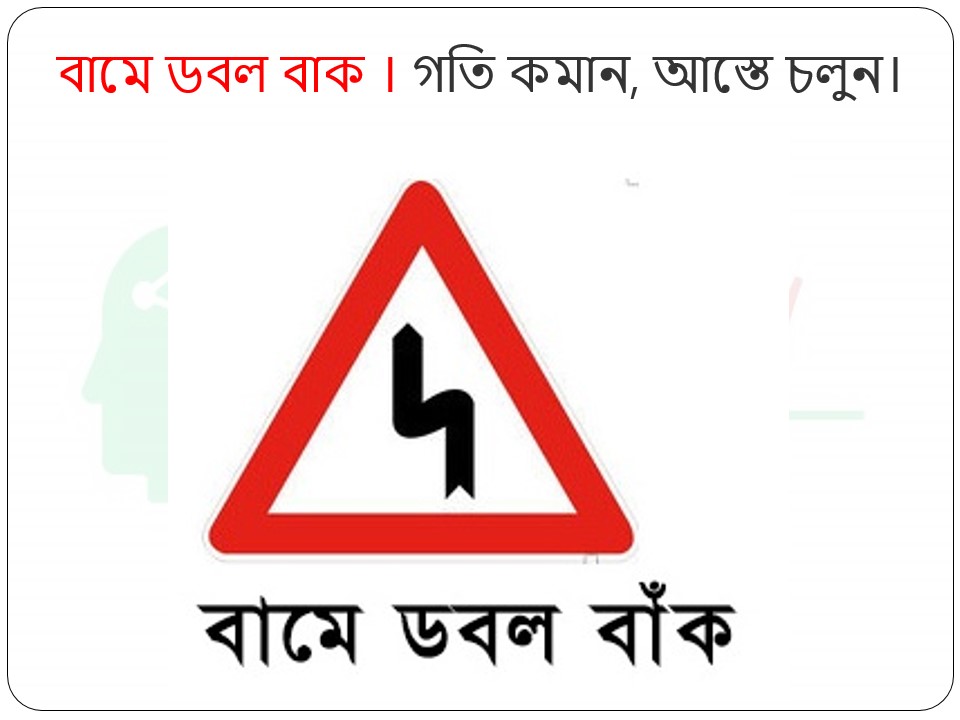 বামে ডবল বাক । গতি কমান, আস্তে চলুন।
বামে ডবল বাঁক